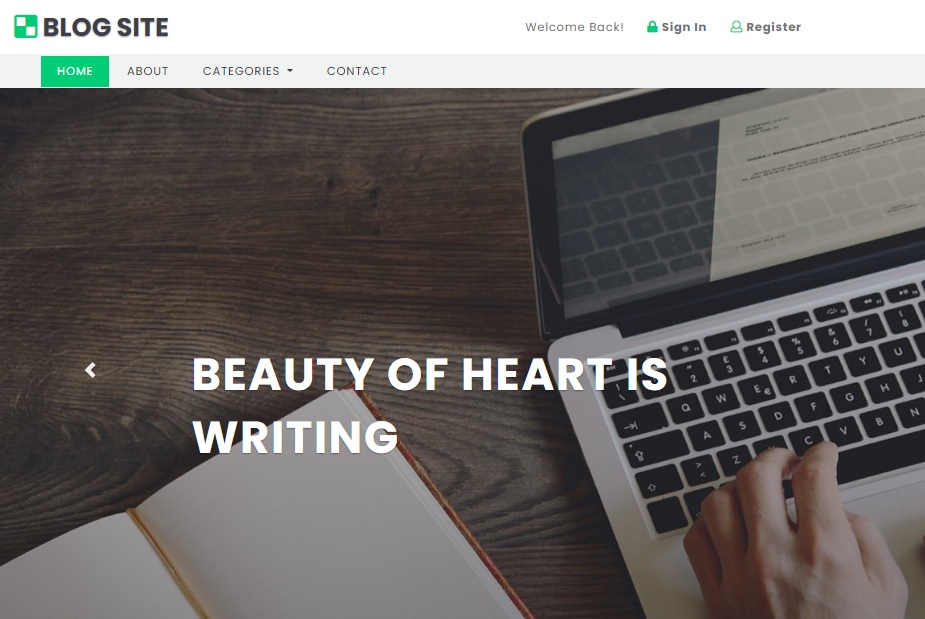 BLOG SITE
Welcome Back! Sign In Register
HOME ABOUT CATEGORIES CONTACT
BEAUTY OF HEART IS
WRITING